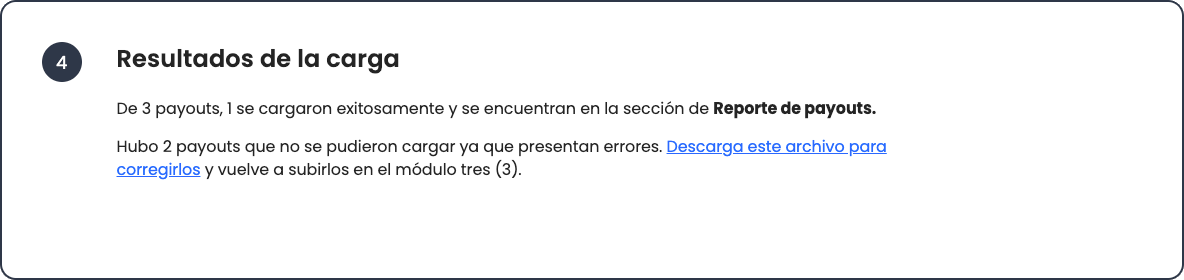 4
Resultados de la carga
De 3 payouts, 1 se cargaron exitosamente y se encuentran en la sección de Reporte de payouts.
Hubo 2 payouts que no se pudieron cargar ya que presentan errores. Descarga este archivo para
corregirlos y vuelve a subirlos en el módulo tres (3).